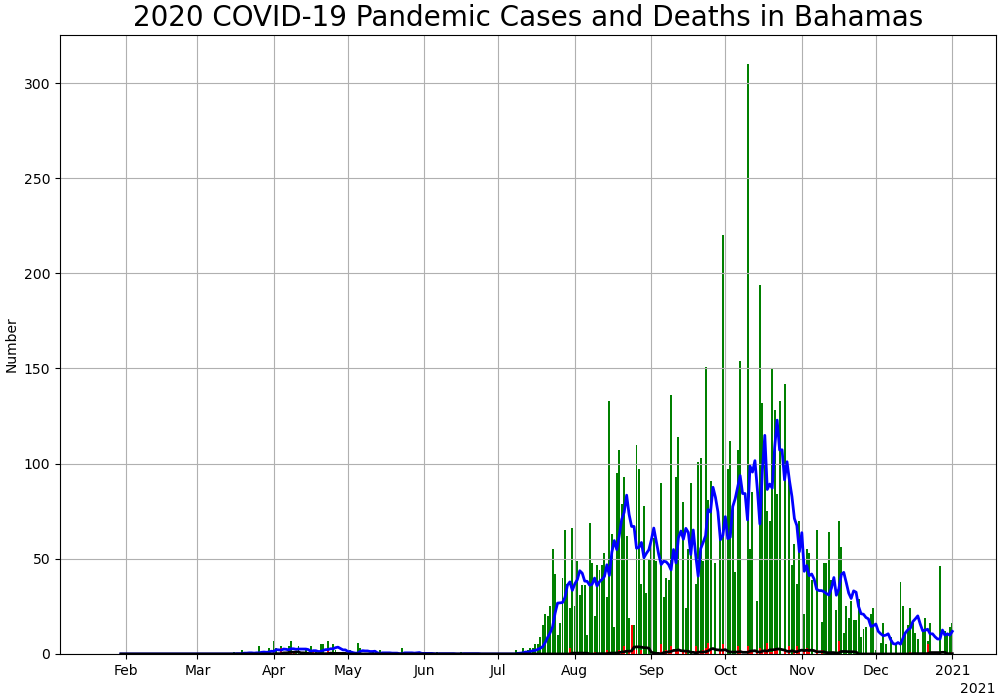 2020 COVID-19 Pandemic Cases and Deaths in Bahamas
Number
300
250
200
150
100
50
0
Feb Mar Apr May Jun Jul Aug Sep Oct Nov Dec 2021
2021